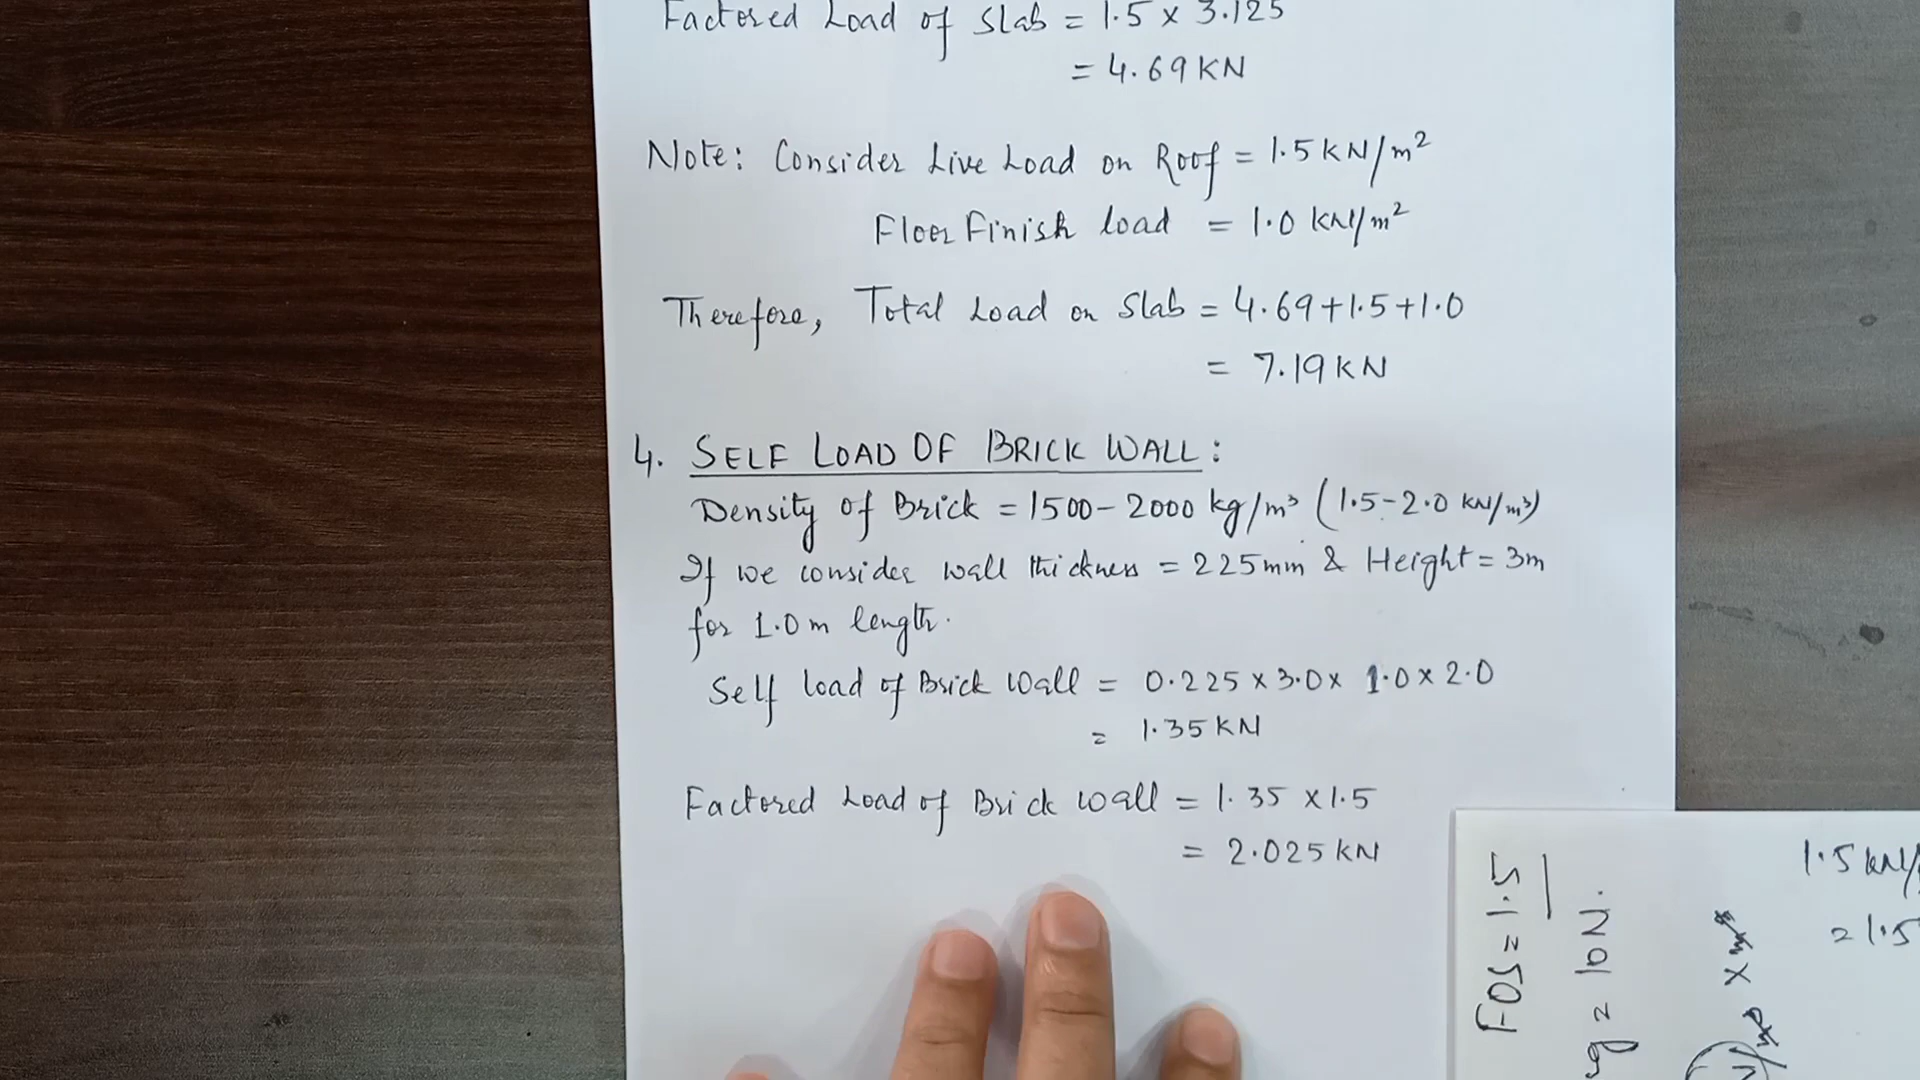 Factored Load of Slab = 1.5 x 3.125
= 4.69 KN
Note: Consider Live Load on Roof = 1.5 KN/m²
Floor Finish load = 1.0 KN/m²
Therefore, Total Load on Slab = 4.69+1.5+1.0
= 7.19 KN
4. SELF LOAD OF BRICK WALL:
Density of Brick = 1500 - 2000 kg/m³ (1.5-2.0 KN/m³)
If we consider wall thickness = 225mm & Height = 3m
for 1.0m length.
Self load of Brick Wall = 0.225 x 3.0 x 1.0 x 2.0
= 1.35 KN
Factored Load of Brick Wall = 1.35 x 1.5
= 2.025 KN
FOS = 1.5
= 10N.
1.5 KN/
= 1.5